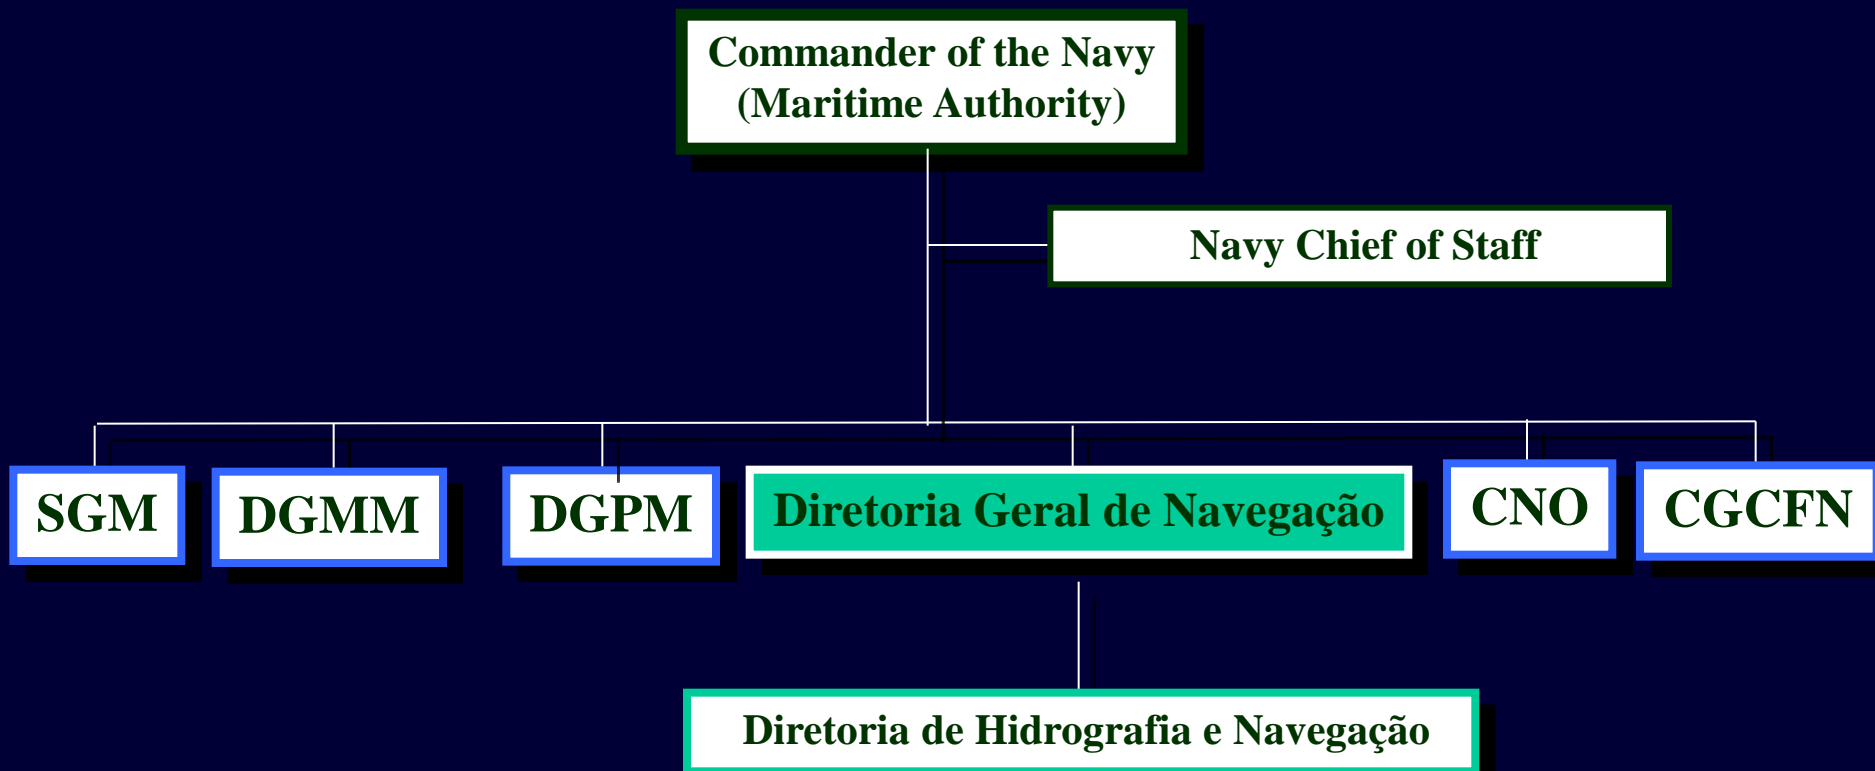 Commander of the Navy
(Maritime Authority)
Navy Chief of Staff
SGM
DGMM
DGPM
Diretoria Geral de Navegação
CNO
CGCFN
Diretoria de Hidrografia e Navegação